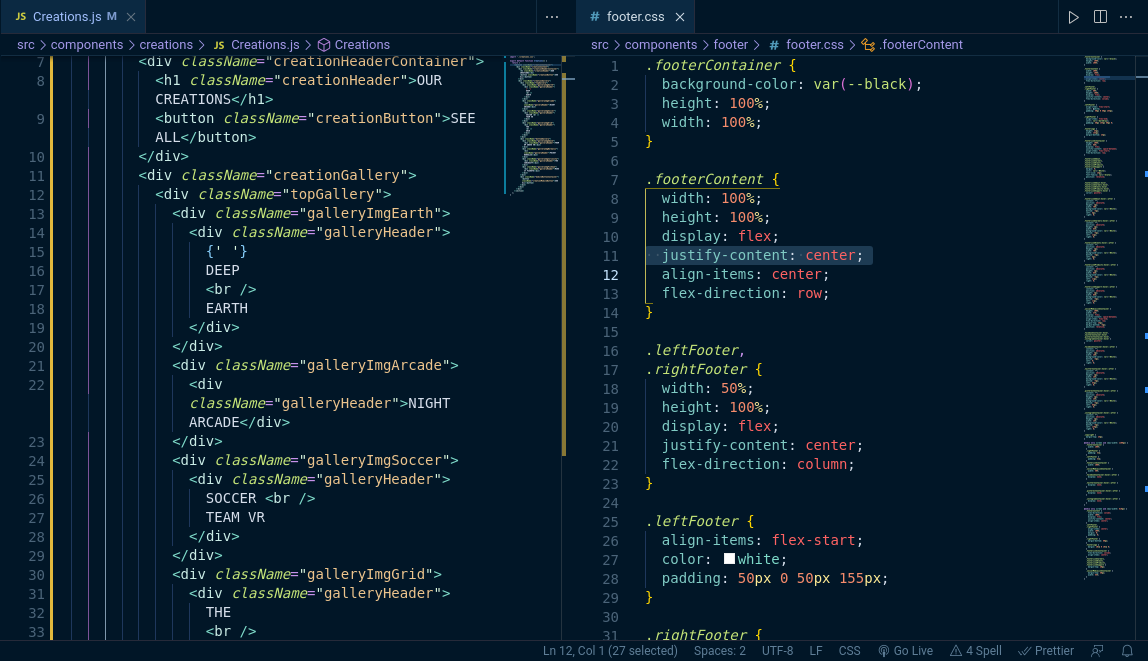 JS Creations.js M
footer.css
src > components > creations > JS Creations.js > Creations
src > components > footer > # footer.css > .footerContent
7 <div className="creationHeaderContainer">
8 <h1 className="creationHeader">OUR
CREATIONS</h1>
9 <button className="creationButton">SEE
ALL</button>
10 </div>
11 <div className="creationGallery">
12 <div className="topGallery">
13 <div className="galleryImgEarth">
14 <div className="galleryHeader">
15 {' '}
16 DEEP
17 <br />
18 EARTH
19 </div>
20 </div>
21 <div className="galleryImgArcade">
22 <div
className="galleryHeader">NIGHT
ARCADE</div>
23 </div>
24 <div className="galleryImgSoccer">
25 <div className="galleryHeader">
26 SOCCER <br />
27 TEAM VR
28 </div>
29 </div>
30 <div className="galleryImgGrid">
31 <div className="galleryHeader">
32 THE
33 <br />
1 .footerContainer {
2 background-color: var(--black);
3 height: 100%;
4 width: 100%;
5 }
6
7 .footerContent {
8 width: 100%;
9 height: 100%;
10 display: flex;
11 justify-content: center;
12 align-items: center;
13 flex-direction: row;
14 }
15
16 .leftFooter,
17 .rightFooter {
18 width: 50%;
19 height: 100%;
20 display: flex;
21 justify-content: center;
22 flex-direction: column;
23 }
24
25 .leftFooter {
26 align-items: flex-start;
27 color: white;
28 padding: 50px 0 50px 155px;
29 }
30
31 .rightFooter {
Ln 12, Col 1 (27 selected) Spaces: 2 UTF-8 LF CSS Go Live 4 Spell Prettier